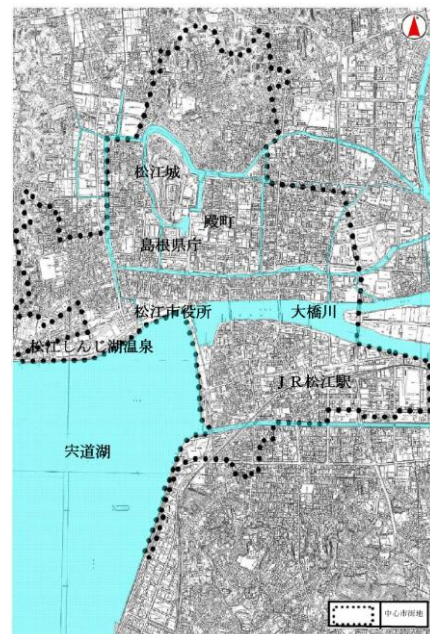 松江城
殿町
島根県庁
松江市役所
大橋川
松江しんじ湖温泉
JR松江駅
宍道湖
中心市街地